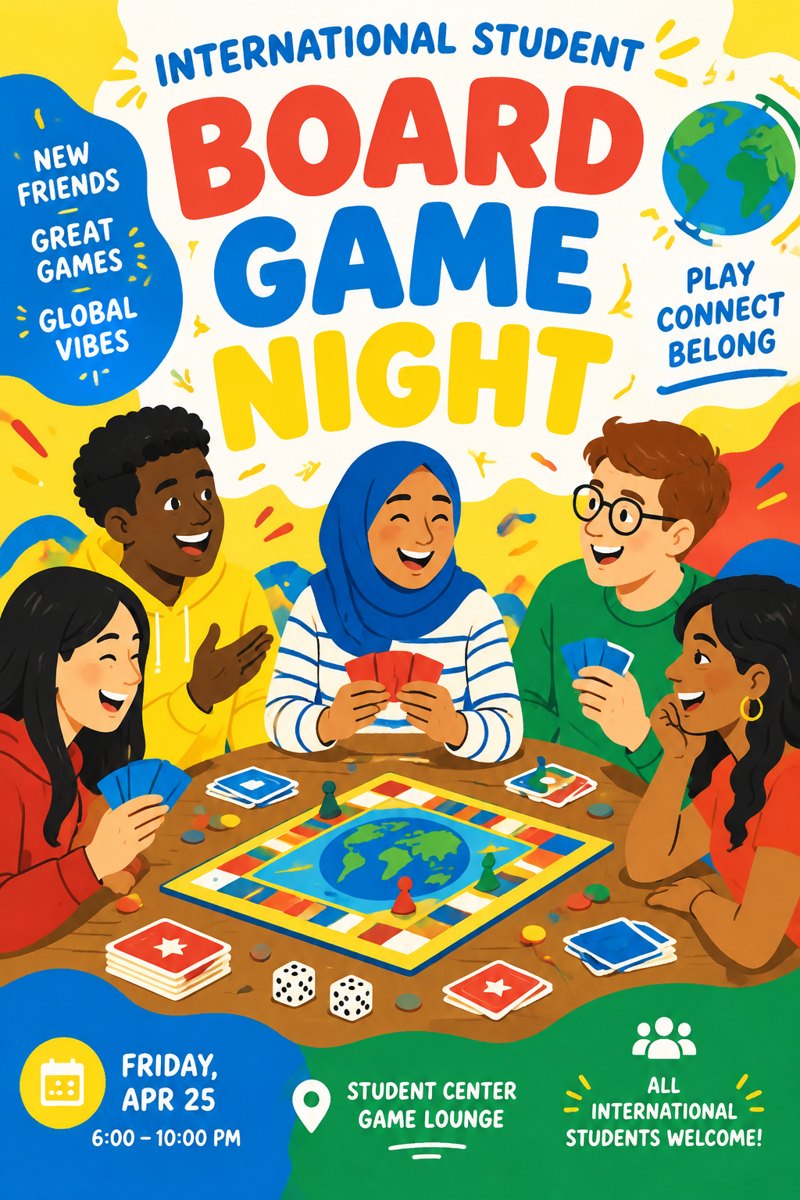 INTERNATIONAL STUDENT
BOARD
GAME
NIGHT
NEW
FRIENDS
GREAT
GAMES
GLOBAL
VIBES
PLAY
CONNECT
BELONG
FRIDAY,
APR 25
6:00 – 10:00 PM
STUDENT CENTER
GAME LOUNGE
ALL
INTERNATIONAL
STUDENTS WELCOME!